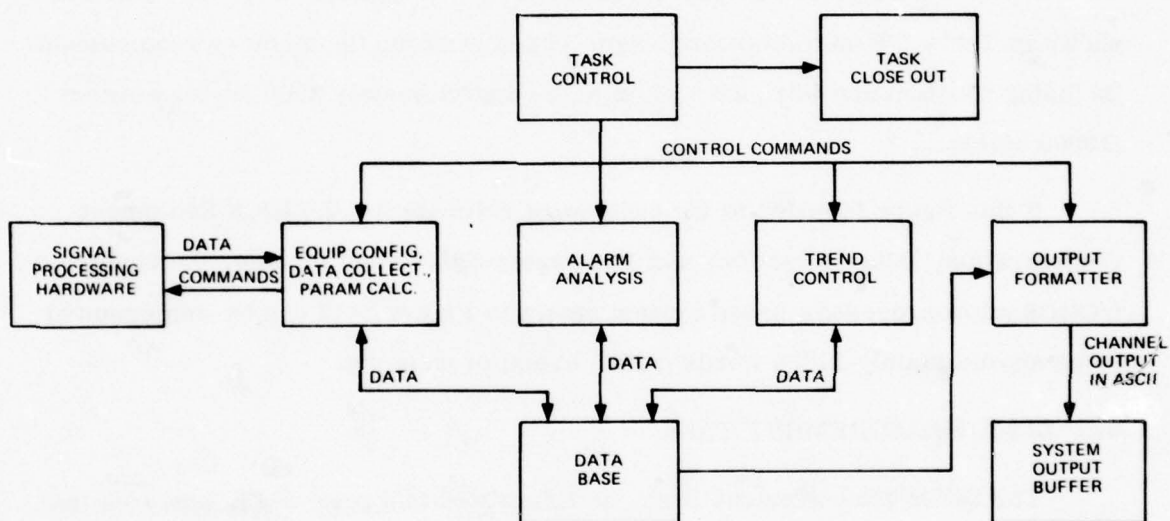 TASK
CONTROL
TASK
CLOSE OUT
CONTROL COMMANDS
SIGNAL
PROCESSING
HARDWARE
DATA
COMMANDS
EQUIP CONFIG,
DATA COLLECT.,
PARAM CALC.
ALARM
ANALYSIS
TREND
CONTROL
OUTPUT
FORMATTER
CHANNEL
OUTPUT
IN ASCII
DATA
DATA
DATA
DATA
BASE
SYSTEM
OUTPUT
BUFFER